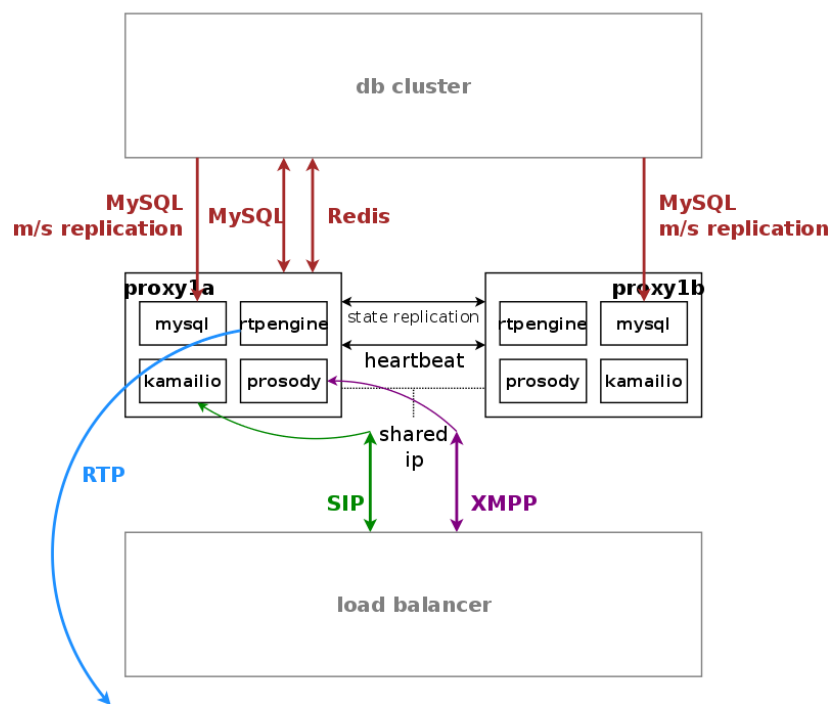 db cluster
MySQL
m/s replication
MySQL
Redis
MySQL
m/s replication
proxy1a
proxy1b
mysql
rtpengine
state replication
rtpengine
mysql
heartbeat
kamailio
prosody
prosody
kamailio
shared
ip
RTP
SIP
XMPP
load balancer